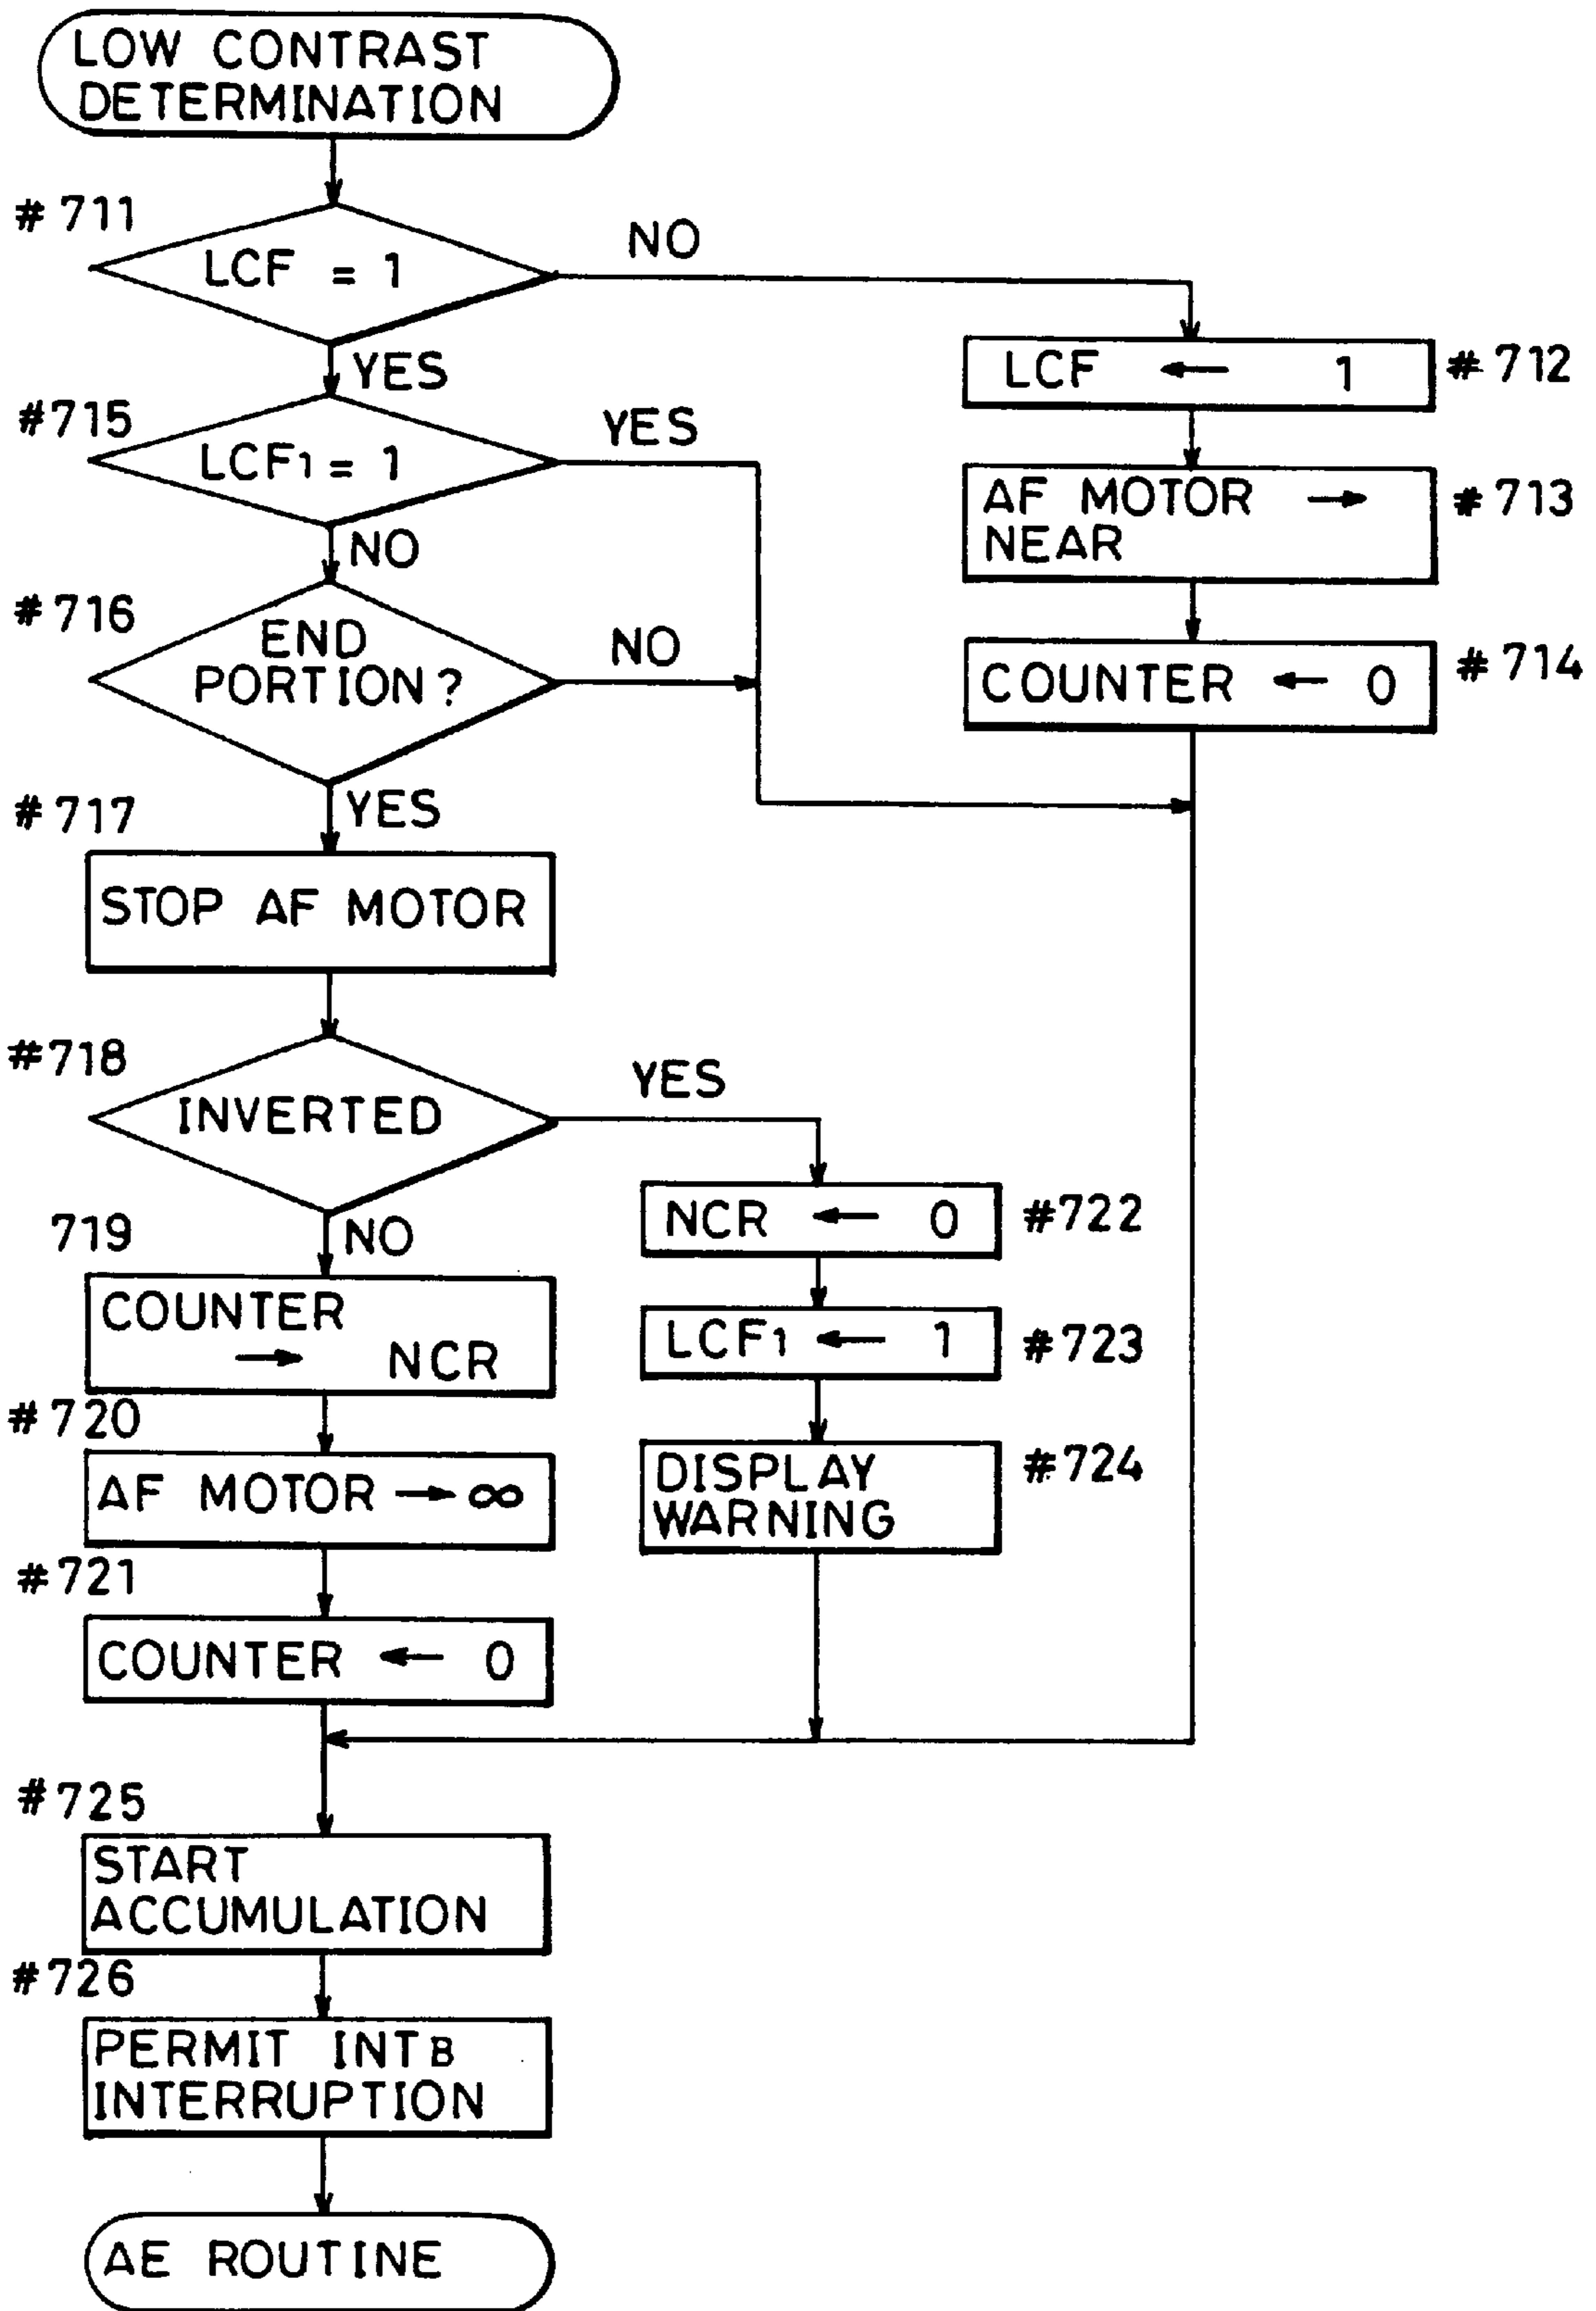 LOW CONTRAST
DETERMINATION
#711
LCF = 1
NO
YES
LCF ← 1
#712
#715
LCF1 = 1
YES
NO
AF MOTOR →
NEAR
#713
#716
END
PORTION?
NO
YES
COUNTER ← 0
#714
#717
STOP AF MOTOR
#718
INVERTED
YES
NO
NCR ← 0
#722
719
COUNTER
→ NCR
LCF1 ← 1
#723
#720
AF MOTOR → ∞
DISPLAY
WARNING
#724
#721
COUNTER ← 0
#725
START
ACCUMULATION
#726
PERMIT INTB
INTERRUPTION
AE ROUTINE